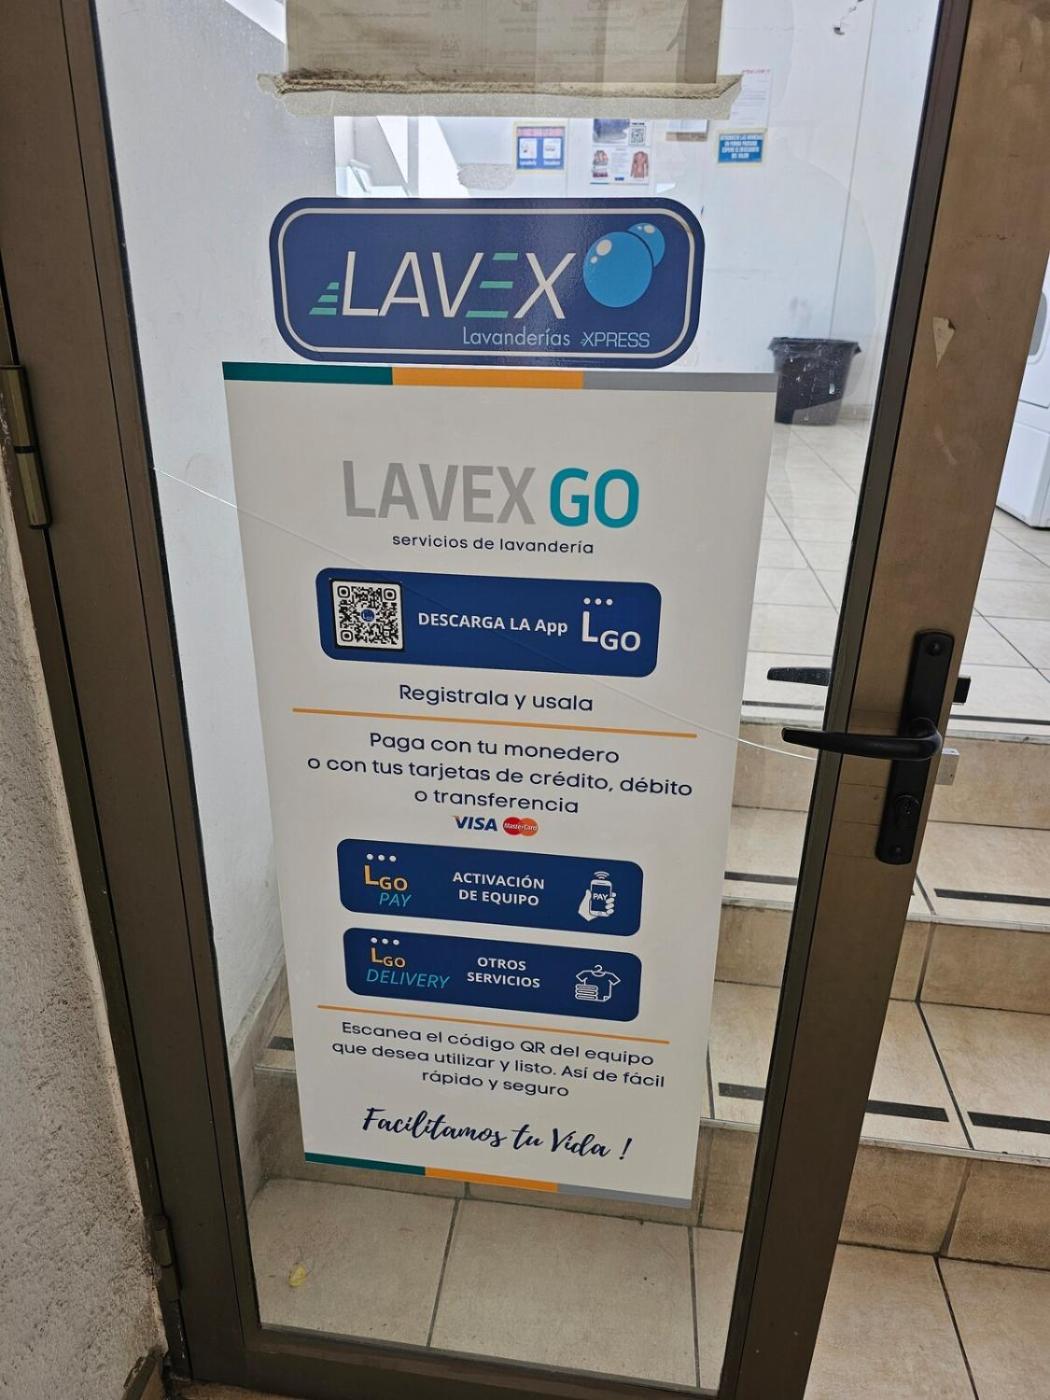 LAVEX
Lavanderías XPRESS
LAVEX GO
servicios de lavandería
DESCARGA LA App LGO
Registrala y usala
Paga con tu monedero
o con tus tarjetas de crédito, débito
o transferencia
VISA MasterCard
LGO
PAY
ACTIVACIÓN
DE EQUIPO
PAY
LGO
DELIVERY
OTROS
SERVICIOS
Escanea el código QR del equipo
que desea utilizar y listo. Así de fácil
rápido y seguro
Facilitamos tu Vida !